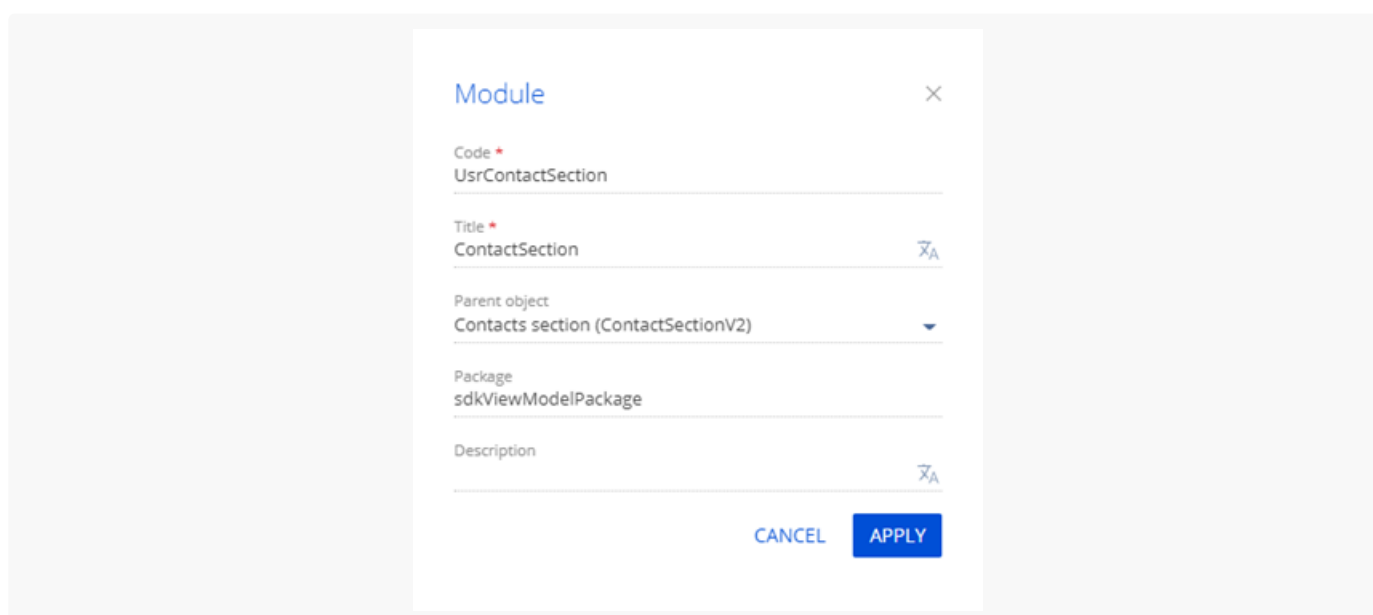 Module
Code *
UsrContactSection
Title *
ContactSection
Parent object
Contacts section (ContactSectionV2)
Package
sdkViewModelPackage
Description
CANCEL APPLY